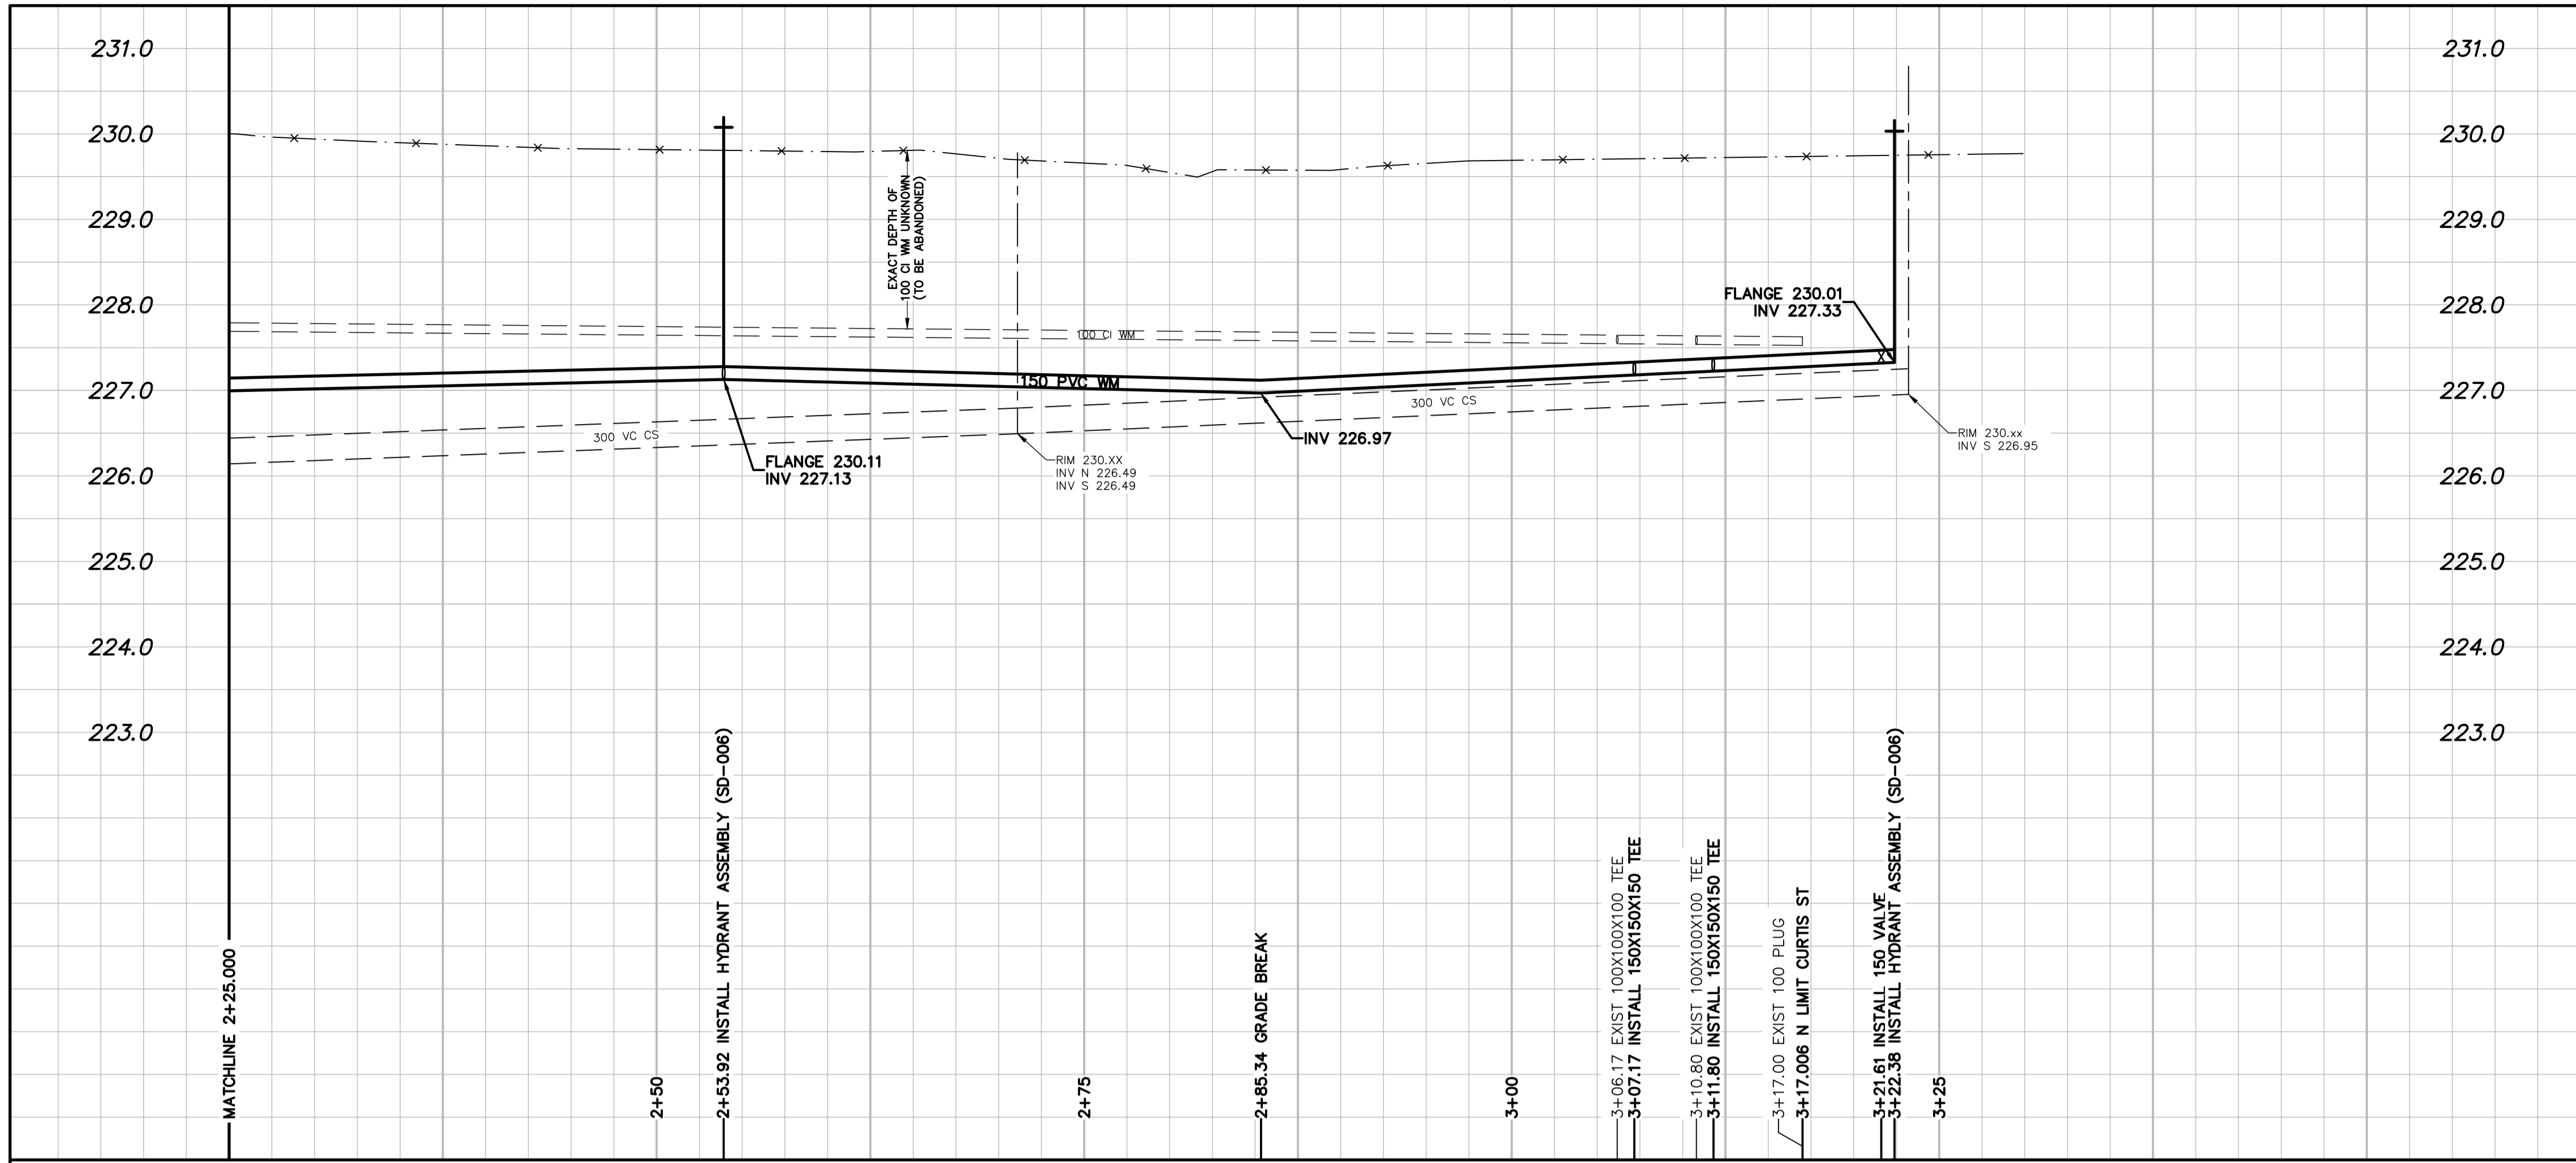 231.0
230.0
229.0
228.0
227.0
226.0
225.0
224.0
223.0
231.0
230.0
229.0
228.0
227.0
226.0
225.0
224.0
223.0
EXACT DEPTH OF
100 CI WM UNKNOWN
(TO BE ABANDONED)
100 CI WM
150 PVC WM
300 VC CS
300 VC CS
FLANGE 230.11
INV 227.13
RIM 230.XX
INV N 226.49
INV S 226.49
INV 226.97
FLANGE 230.01
INV 227.33
RIM 230.xx
INV S 226.95
MATCHLINE 2+25.000
2+50
2+53.92 INSTALL HYDRANT ASSEMBLY (SD-006)
2+75
2+85.34 GRADE BREAK
3+00
3+06.17 EXIST 100X100X100 TEE
3+07.17 INSTALL 150X150X150 TEE
3+10.80 EXIST 100X100X100 TEE
3+11.80 INSTALL 150X150X150 TEE
3+17.00 EXIST 100 PLUG
3+17.006 N LIMIT CURTIS ST
3+21.61 INSTALL 150 VALVE
3+22.38 INSTALL HYDRANT ASSEMBLY (SD-006)
3+25